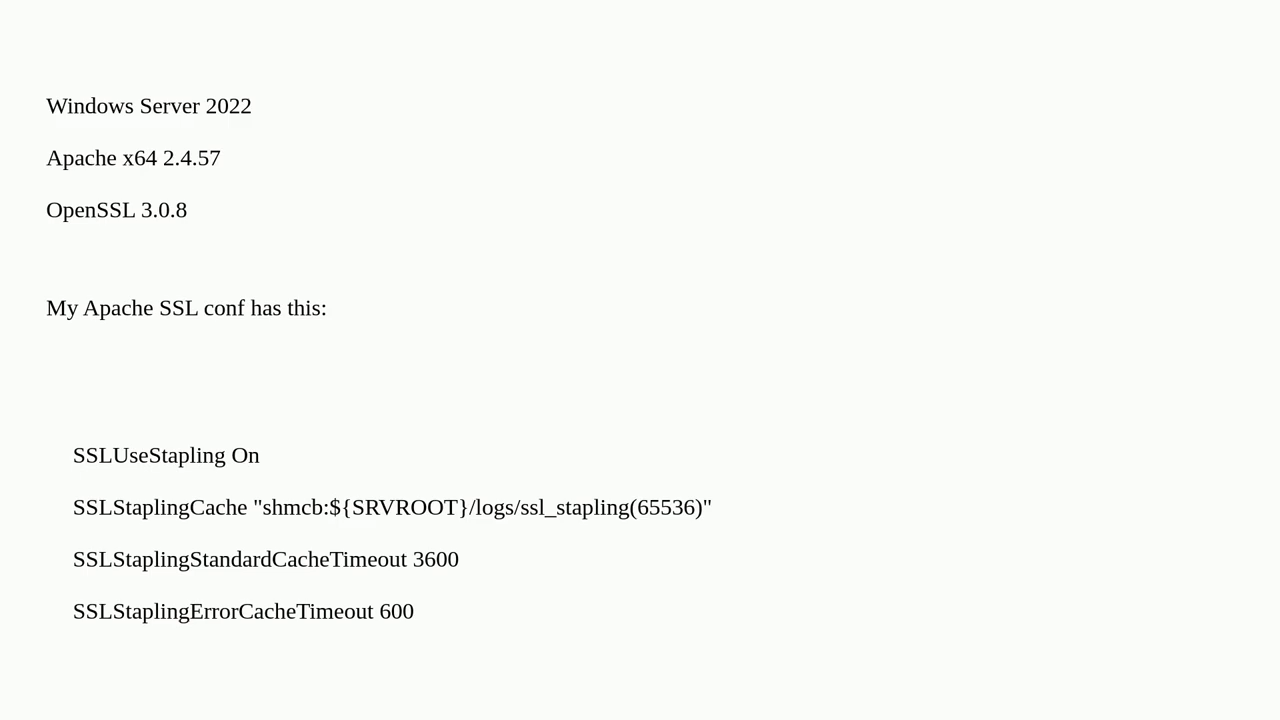 Windows Server 2022
Apache x64 2.4.57
OpenSSL 3.0.8
My Apache SSL conf has this:
SSLUseStapling On
SSLStaplingCache "shmcb:${SRVROOT}/logs/ssl_stapling(65536)"
SSLStaplingStandardCacheTimeout 3600
SSLStaplingErrorCacheTimeout 600